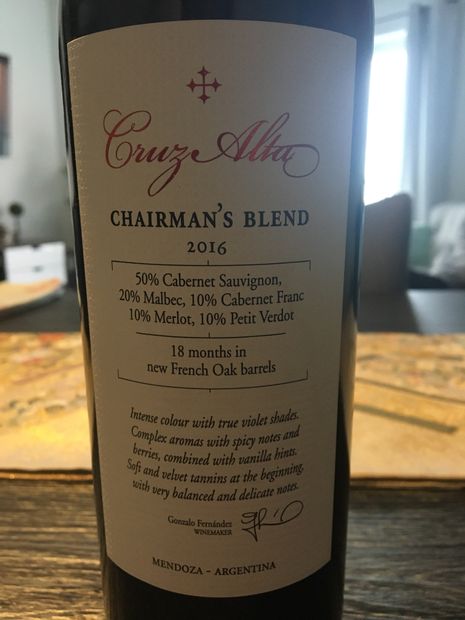 Cruz Alta
CHAIRMAN'S BLEND
2016
50% Cabernet Sauvignon,
20% Malbec, 10% Cabernet Franc
10% Merlot, 10% Petit Verdot
18 months in
new French Oak barrels
Intense colour with true violet shades.
Complex aromas with spicy notes and
berries, combined with vanilla hints.
Soft and velvet tannins at the beginning,
with very balanced and delicate notes.
Gonzalo Fernández
WINEMAKER
MENDOZA - ARGENTINA